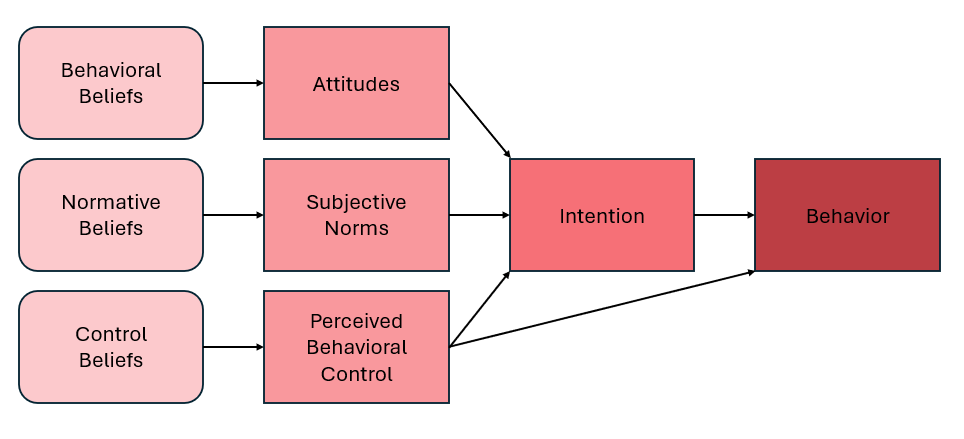 Behavioral
Beliefs
Attitudes
Normative
Beliefs
Subjective
Norms
Intention
Behavior
Control
Beliefs
Perceived
Behavioral
Control